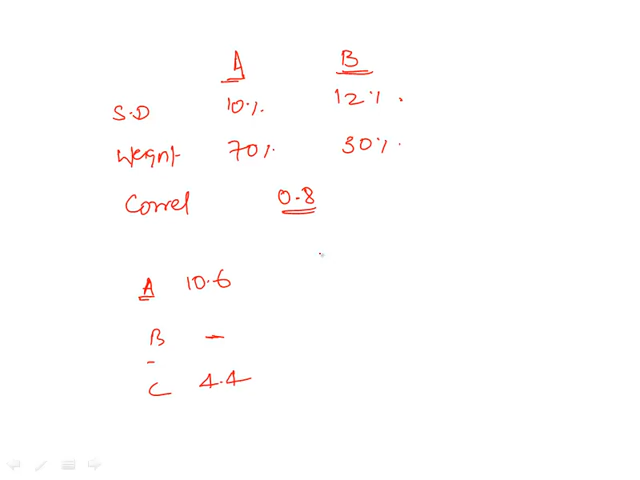 A B
S.D 10% 12%.
Weight 70% 30%.
Correl 0.8
A 10.6
B –
C 4.4